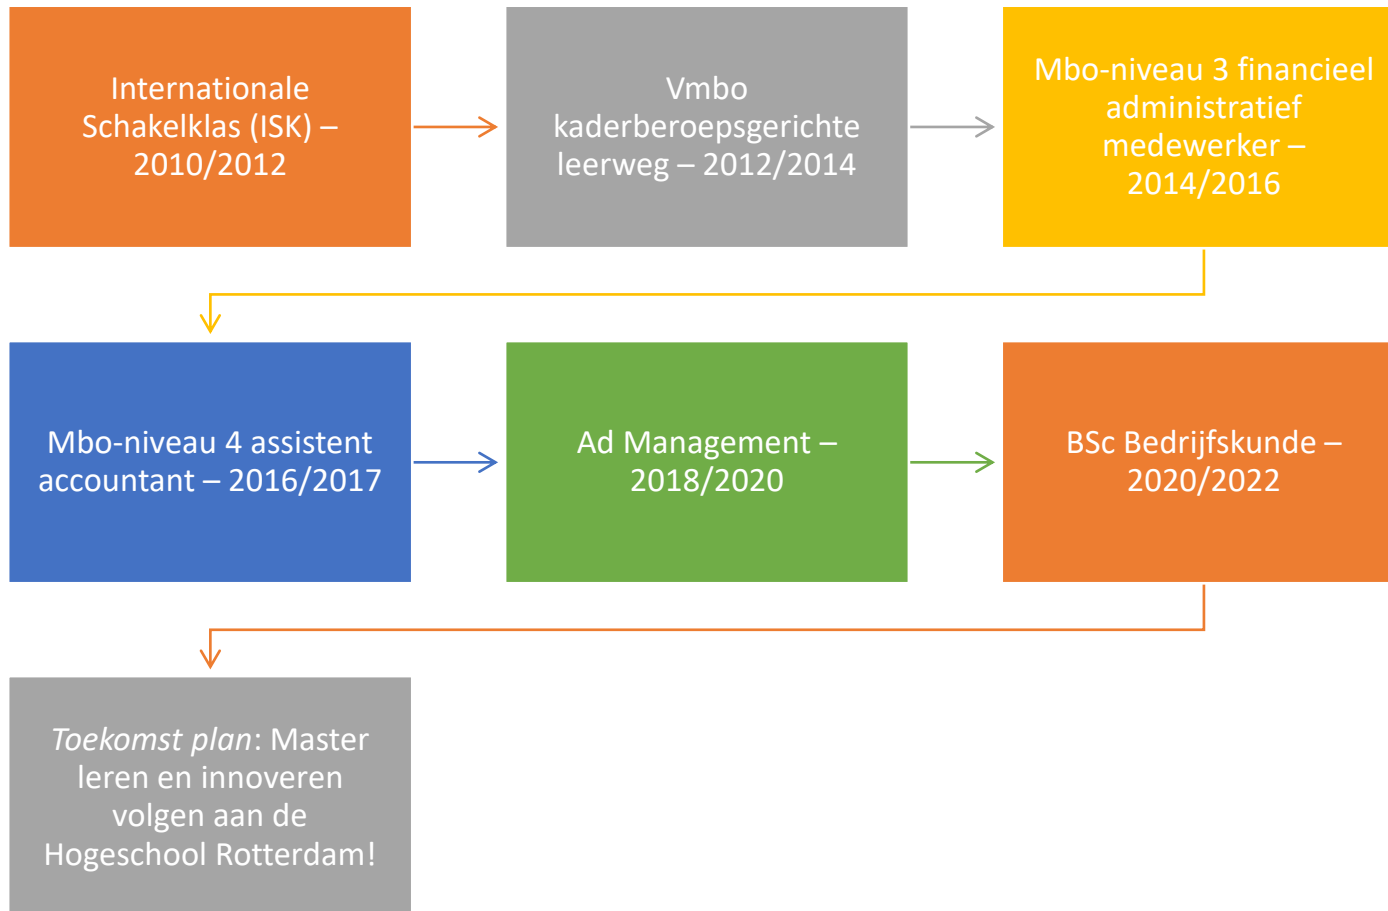 Internationale
Schakelklas (ISK) –
2010/2012
Vmbo
kaderberoepsgerichte
leerweg – 2012/2014
Mbo-niveau 3 financieel
administratief
medewerker –
2014/2016
Mbo-niveau 4 assistent
accountant – 2016/2017
Ad Management –
2018/2020
BSc Bedrijfskunde –
2020/2022
Toekomst plan: Master
leren en innoveren
volgen aan de
Hogeschool Rotterdam!